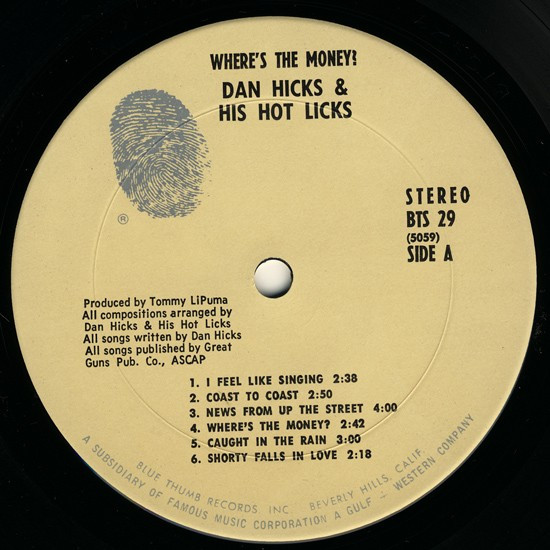 WHERE'S THE MONEY?
DAN HICKS &
HIS HOT LICKS
®
STEREO
BTS 29
(5059)
SIDE A
Produced by Tommy LiPuma
All compositions arranged by
Dan Hicks & His Hot Licks
All songs written by Dan Hicks
All songs published by Great
Guns Pub. Co., ASCAP
1. I FEEL LIKE SINGING 2:38
2. COAST TO COAST 2:50
3. NEWS FROM UP THE STREET 4:00
4. WHERE'S THE MONEY? 2:42
5. CAUGHT IN THE RAIN 3:00
6. SHORTY FALLS IN LOVE 2:18
BLUE THUMB RECORDS INC. BEVERLY HILLS, CALIF.
A SUBSIDIARY OF FAMOUS MUSIC CORPORATION A GULF + WESTERN COMPANY